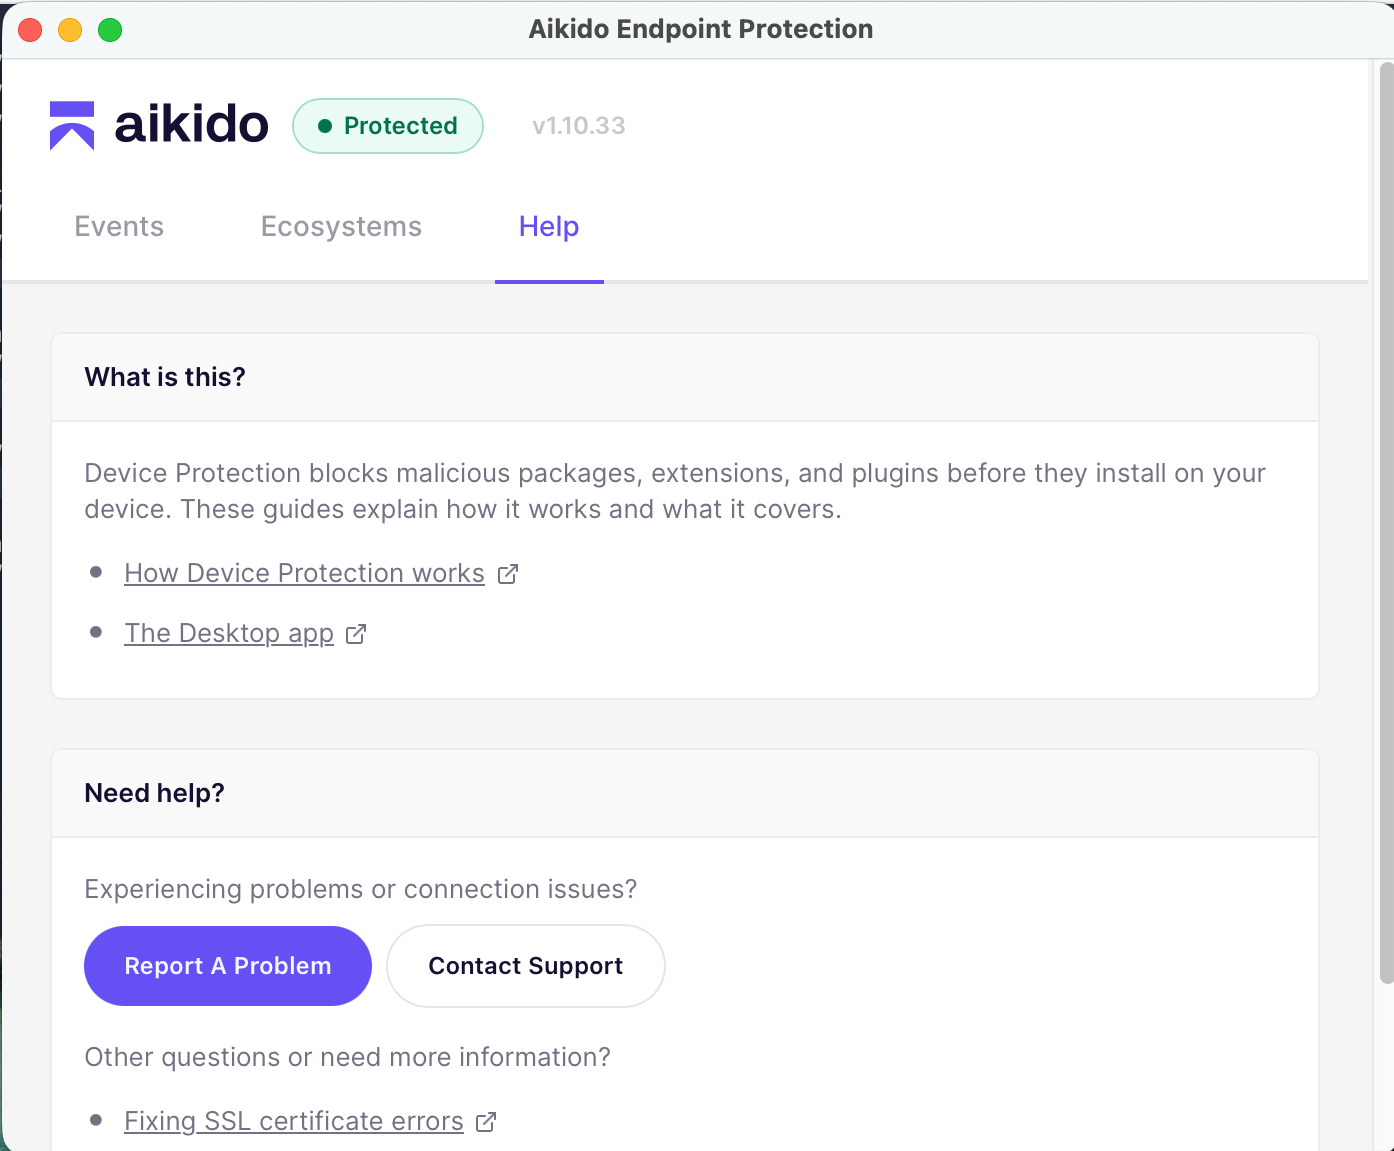 Aikido Endpoint Protection
aikido
Protected
v1.10.33
Events
Ecosystems
Help
What is this?
Device Protection blocks malicious packages, extensions, and plugins before they install on your
device. These guides explain how it works and what it covers.
How Device Protection works
The Desktop app
Need help?
Experiencing problems or connection issues?
Report A Problem
Contact Support
Other questions or need more information?
Fixing SSL certificate errors